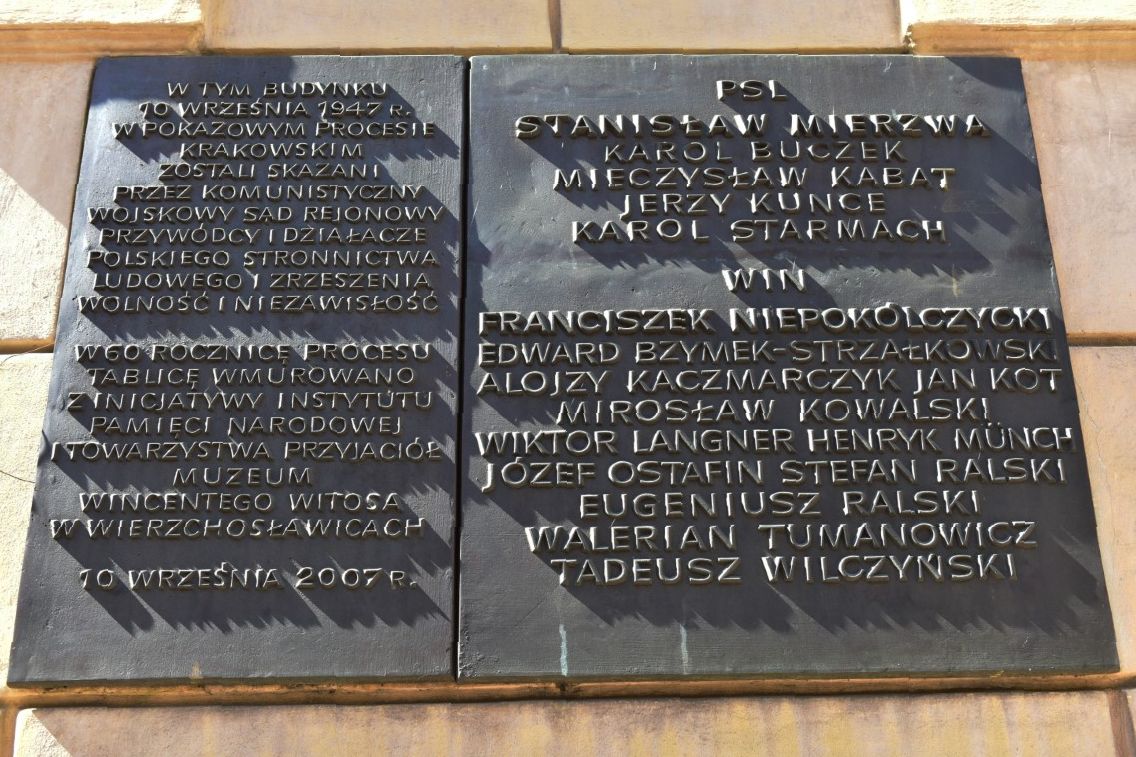 W TYM BUDYNKU
10 WRZEŚNIA 1947 R.
W POKAZOWYM PROCESIE
KRAKOWSKIM
ZOSTALI SKAZANI
PRZEZ KOMUNISTYCZNY
WOJSKOWY SĄD REJONOWY
PRZYWÓDCY I DZIAŁACZE
POLSKIEGO STRONNICTWA
LUDOWEGO I ZRZESZENIA
WOLNOŚĆ I NIEZAWISŁOŚĆ
W 60 ROCZNICĘ PROCESU
TABLICĘ WMUROWANO
Z INICJATYWY INSTYTUTU
PAMIĘCI NARODOWEJ
I TOWARZYSTWA PRZYJACIÓŁ
MUZEUM
WINCENTEGO WITOSA
W WIERZCHOSŁAWICACH
10 WRZEŚNIA 2007 R.
PSL
STANISŁAW MIERZWA
KAROL BUCZEK
MIECZYSŁAW KABAT
JERZY KUNCE
KAROL STARMACH
WIN
FRANCISZEK NIEPOKÓLCZYCKI
EDWARD BZYMEK-STRZAŁKOWSKI
ALOJZY KACZMARCZYK JAN KOT
MIROSŁAW KOWALSKI
WIKTOR LANGNER HENRYK MÜNCH
JÓZEF OSTAFIN STEFAN RALSKI
EUGENIUSZ RALSKI
WALERIAN TUMANOWICZ
TADEUSZ WILCZYŃSKI